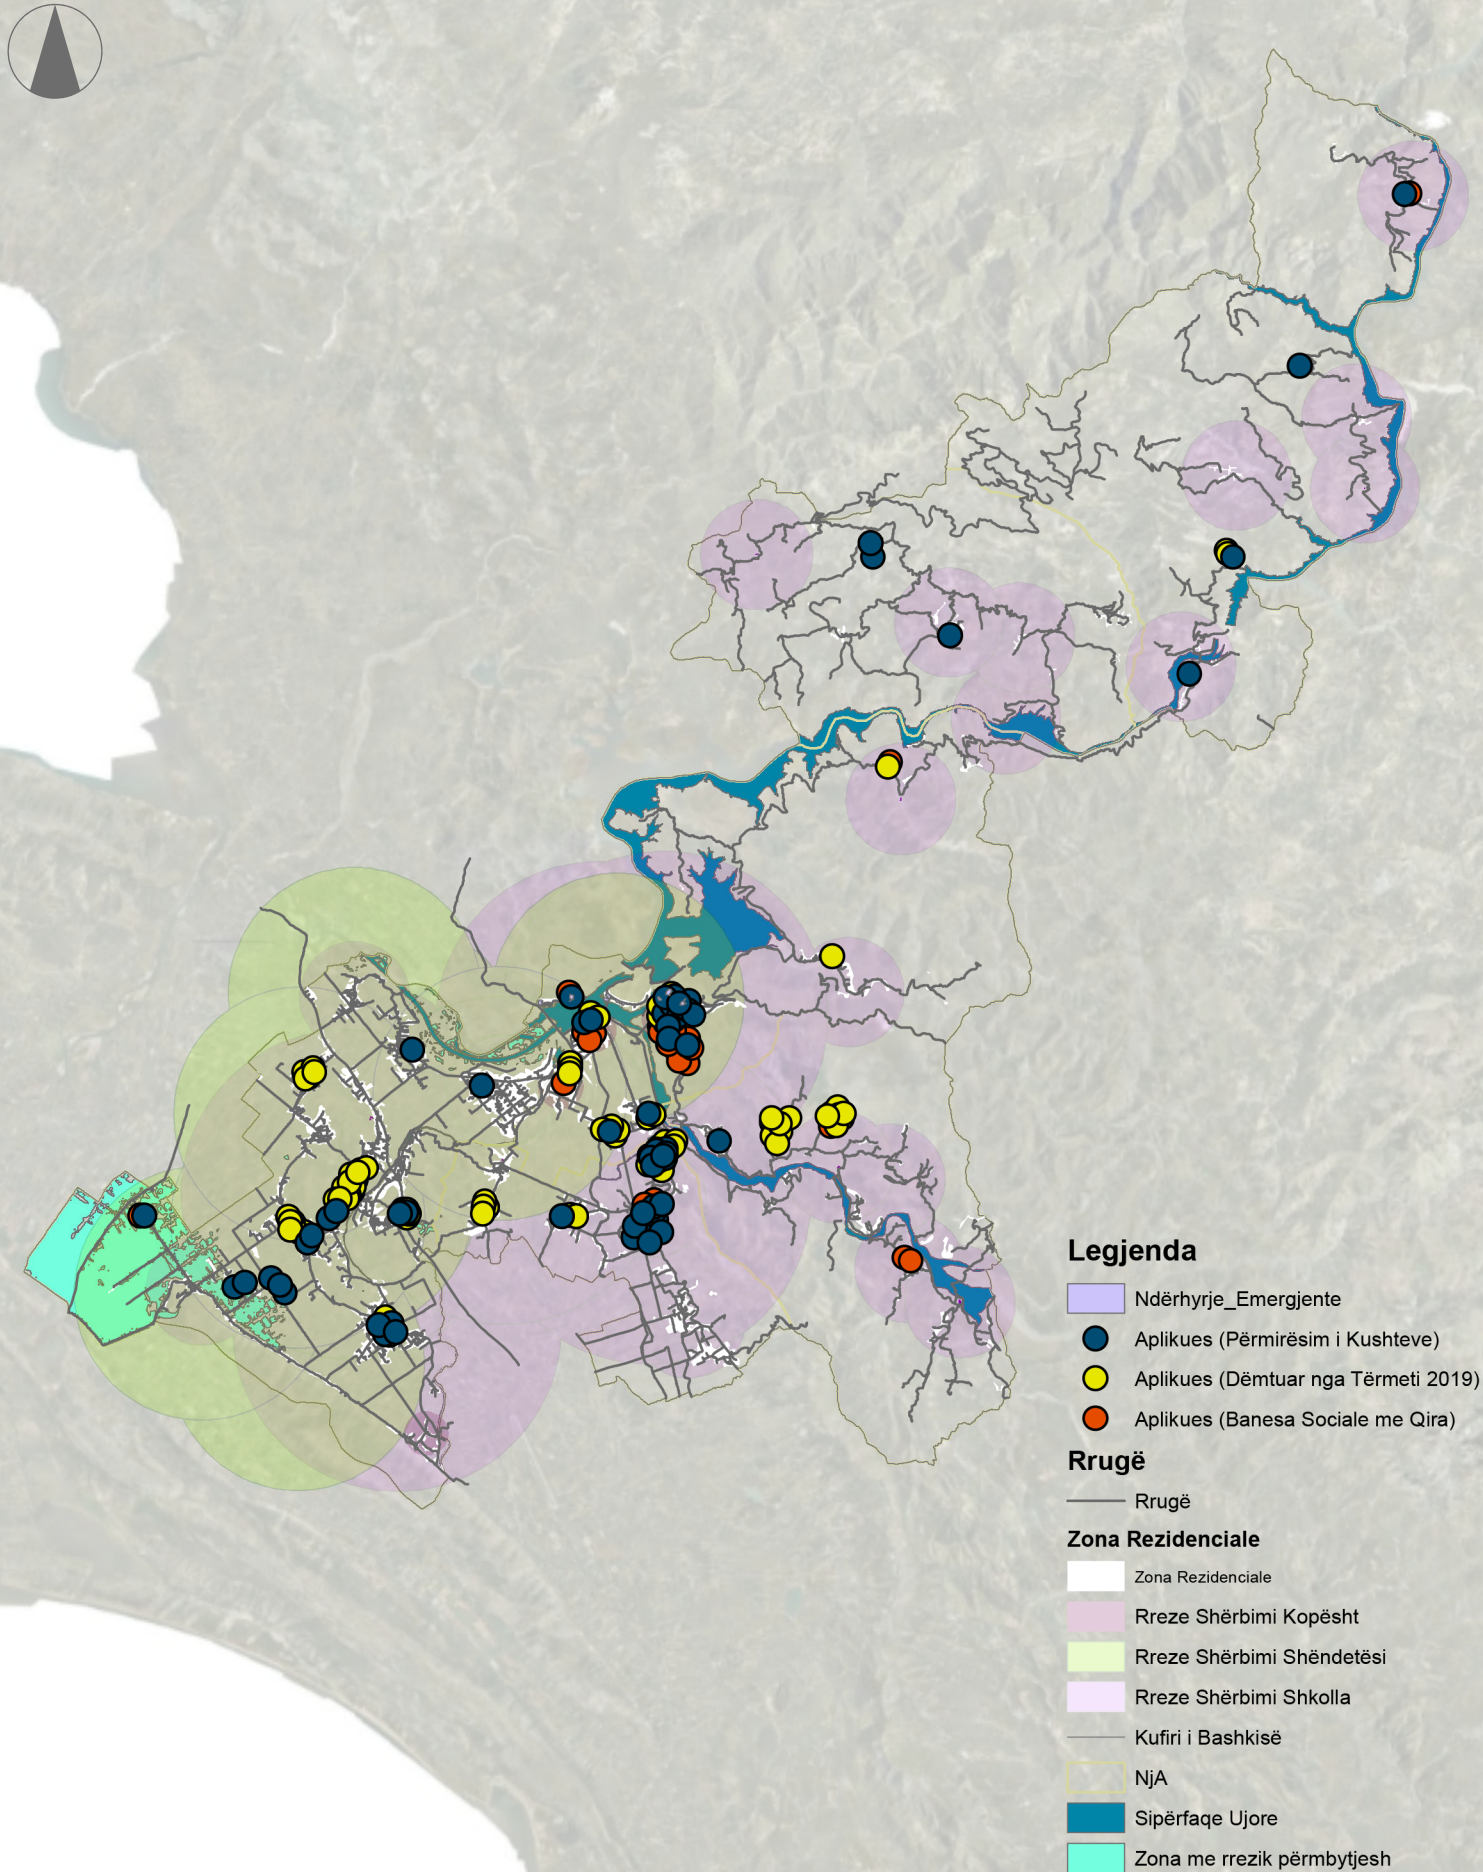 Legjenda
Ndërhyrje_Emergjente
Aplikues (Përmirësim i Kushteve)
Aplikues (Dëmtuar nga Tërmeti 2019)
Aplikues (Banesa Sociale me Qira)
Rrugë
Rrugë
Zona Rezidenciale
Zona Rezidenciale
Rreze Shërbimi Kopësht
Rreze Shërbimi Shëndetësi
Rreze Shërbimi Shkolla
Kufiri i Bashkisë
NjA
Sipërfaqe Ujore
Zona me rrezik përmbytjesh